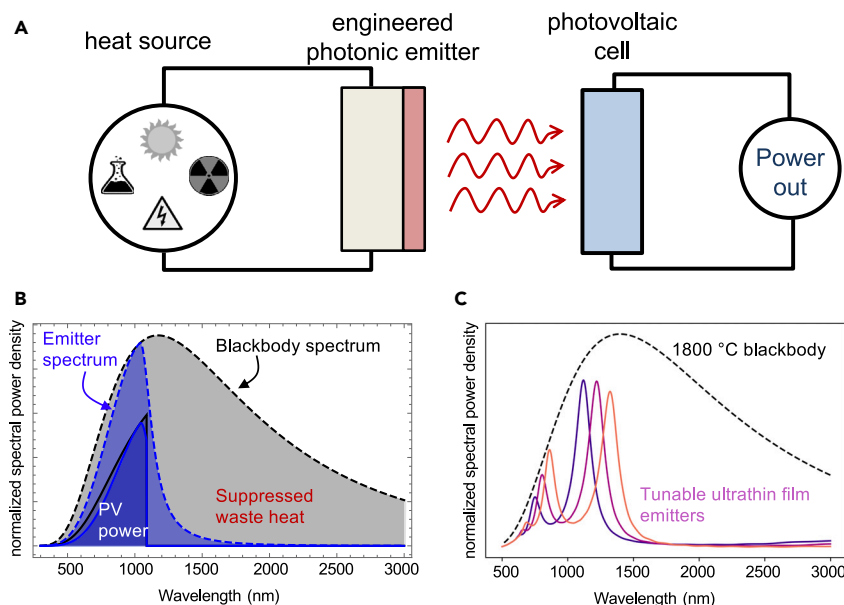 A
heat source
engineered
photonic emitter
photovoltaic
cell
Power
out
B
normalized spectral power density
Emitter
spectrum
Blackbody spectrum
PV
power
Suppressed
waste heat
500 1000 1500 2000 2500 3000
Wavelength (nm)
C
normalized spectral power density
1800 °C blackbody
Tunable ultrathin film
emitters
500 1000 1500 2000 2500 3000
Wavelength (nm)